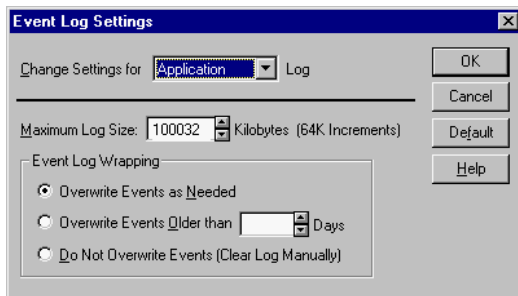 Event Log Settings
Change Settings for Application Log
OK
Cancel
Maximum Log Size: 100032 Kilobytes (64K Increments)
Default
Event Log Wrapping
Help
Overwrite Events as Needed
Overwrite Events Older than Days
Do Not Overwrite Events (Clear Log Manually)